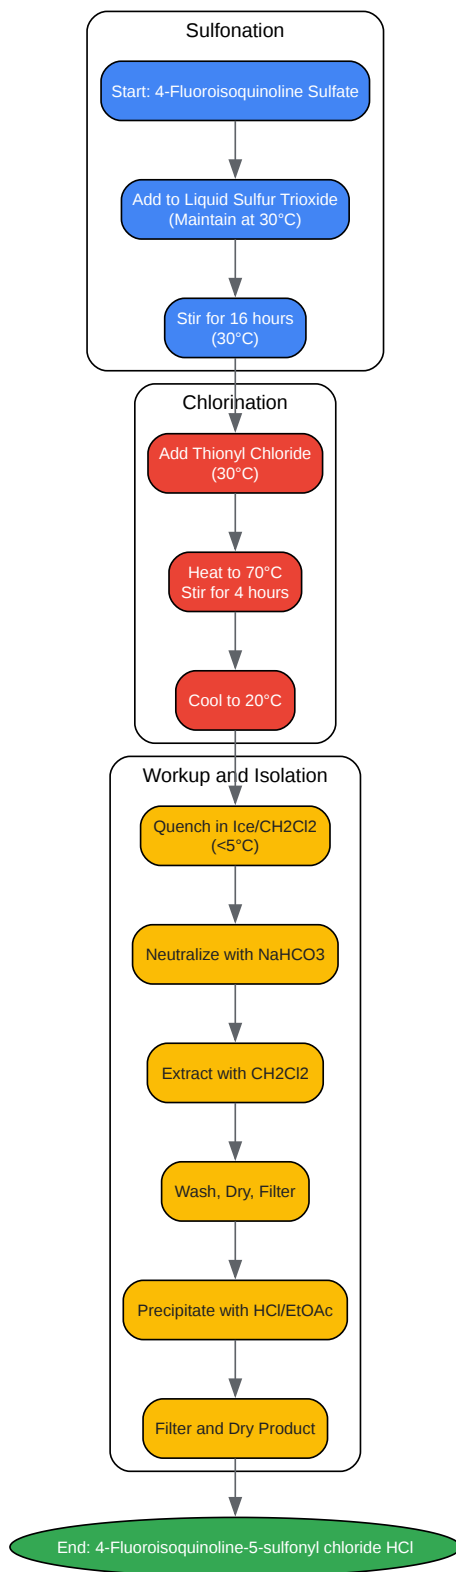 Sulfonation
Start: 4-Fluoroisoquinoline Sulfate
Add to Liquid Sulfur Trioxide
(Maintain at 30°C)
Stir for 16 hours
(30°C)
Chlorination
Add Thionyl Chloride
(30°C)
Heat to 70°C
Stir for 4 hours
Cool to 20°C
Workup and Isolation
Quench in Ice/CH2Cl2
(<5°C)
Neutralize with NaHCO3
Extract with CH2Cl2
Wash, Dry, Filter
Precipitate with HCl/EtOAc
Filter and Dry Product
End: 4-Fluoroisoquinoline-5-sulfonyl chloride HCl